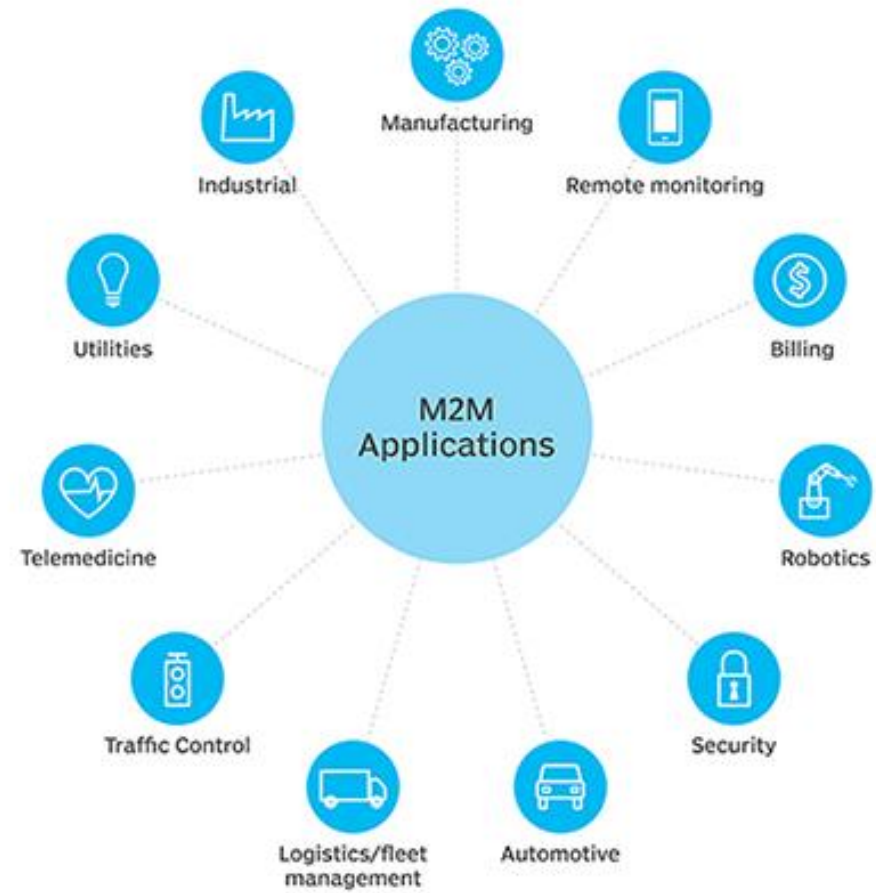 Manufacturing
Industrial
Remote monitoring
Utilities
Billing
M2M
Applications
Telemedicine
Robotics
Traffic Control
Security
Logistics/fleet
management
Automotive